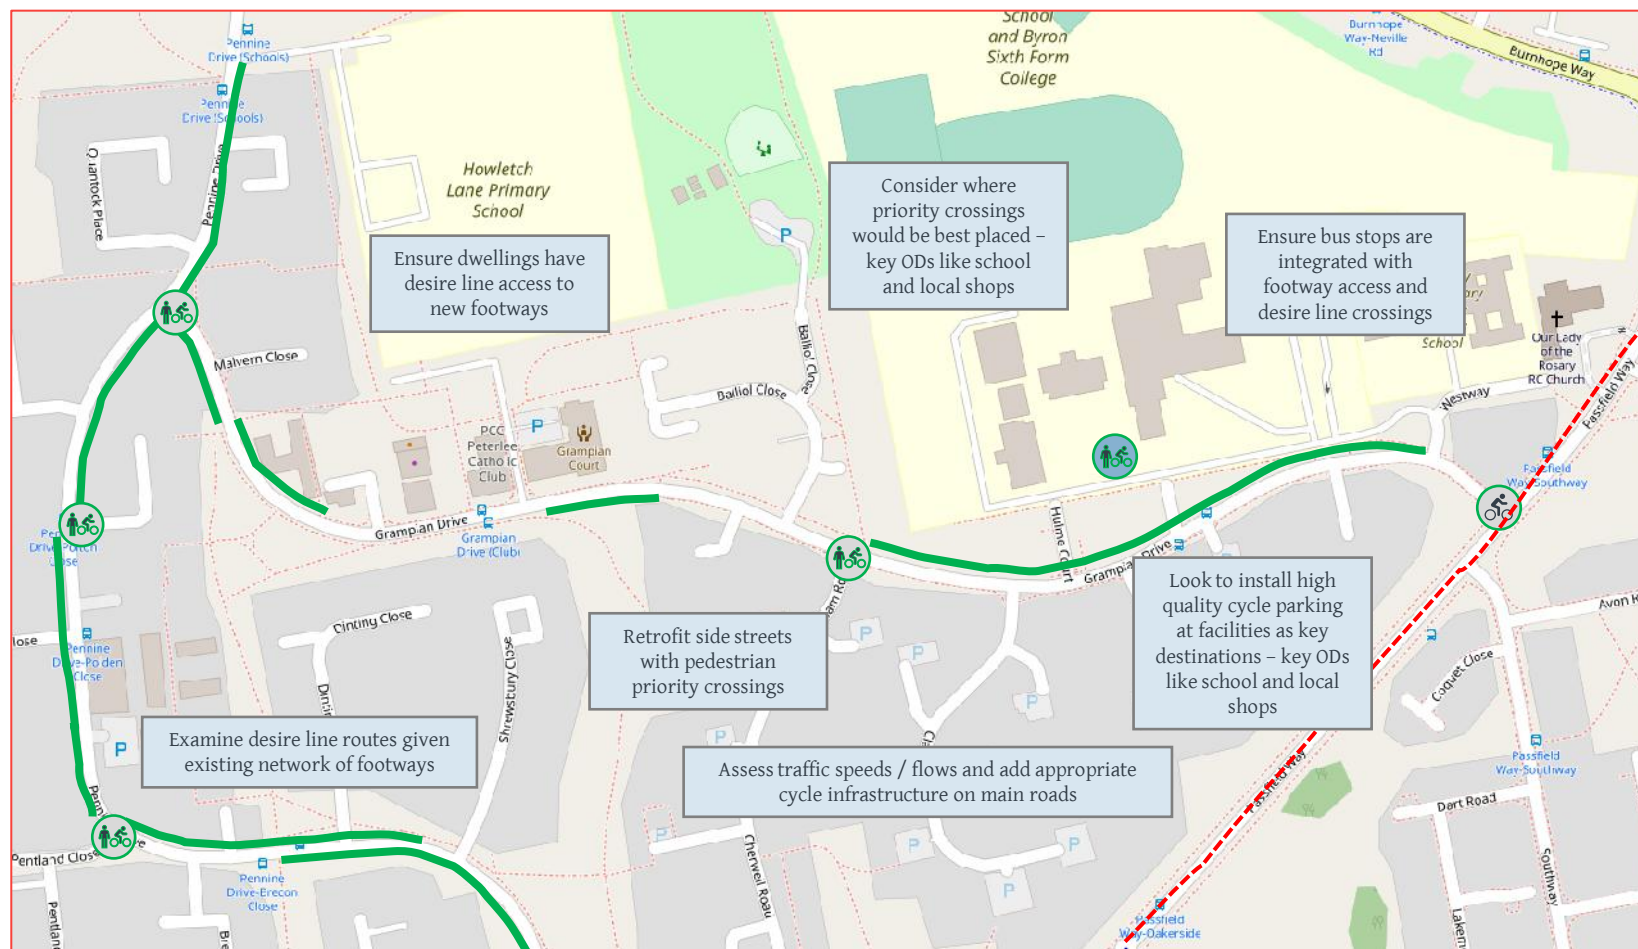 School
and Byron
Sixth Form
College
Burnhope
Way-Neville
Rd
Burnhope Way
Pennine
Drive (Schools)
Pennine
Drive (Schools)
Quantock Place
Pennine Drive
Howletch
Lane Primary
School
P
Consider where
priority crossings
would be best placed –
key ODs like school
and local shops
Ensure dwellings have
desire line access to
new footways
Ensure bus stops are
integrated with
footway access and
desire line crossings
School
Our Lady
of the
Rosary
RC Church
Malvern Close
Balliol Close
Balliol Close
Westway
Passfield Way
PCC
Peterlee
Catholic
Club
P
Grampian
Court
Passfield
Way-Southway
Grampian Drive
Grampian
Drive (Club)
Hulme Court
Grampian Drive
Close
Look to install high
quality cycle parking
at facilities as key
destinations – key ODs
like school and local
shops
Avon R
Dintiny Close
Shrewsbury Close
Retrofit side streets
with pedestrian
priority crossings
P
P
P
Coquet Close
lose
Pennine
Drive-Polden
Close
P
Examine desire line routes given
existing network of footways
P
Assess traffic speeds / flows and add appropriate
cycle infrastructure on main roads
Passfield Way
Passfield
Way-Southway
Dart Road
Southway
Pentland Close
P
Cherwell Road
P
P
P
Pennine
Drive-Brecon
Close
Pentland
Bre
Passfield
Way-Oakerside